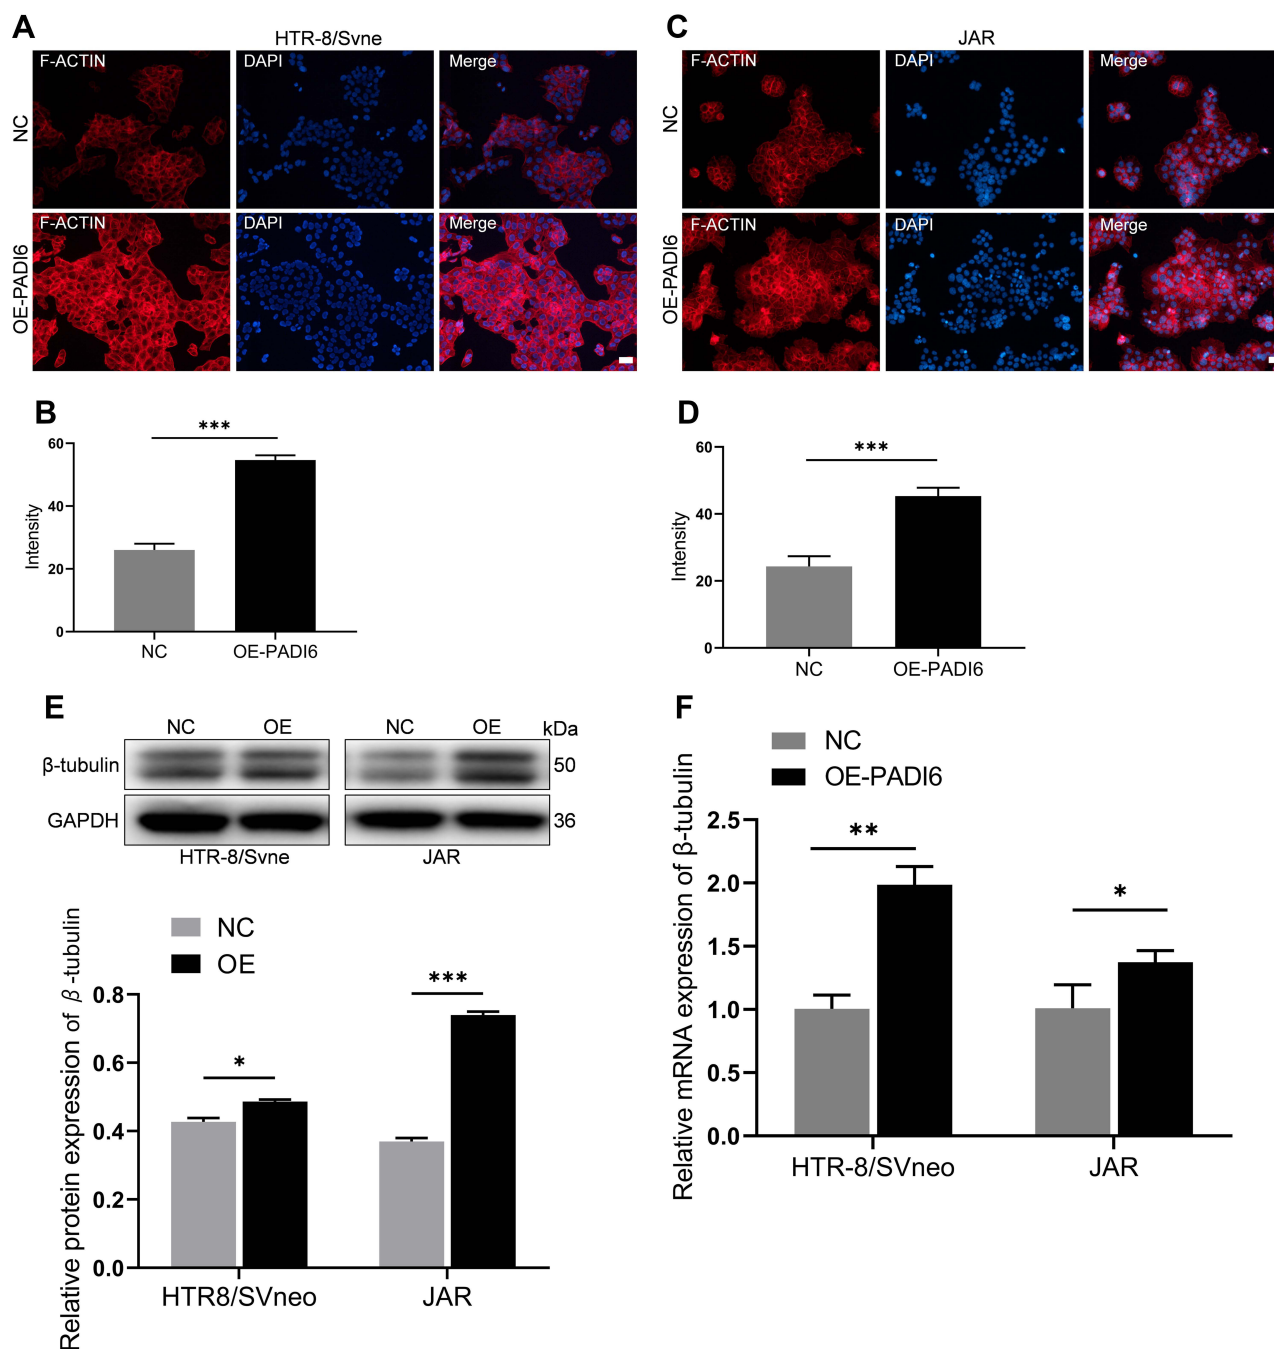 A
HTR-8/Svne
F-ACTIN DAPI Merge
NC
F-ACTIN DAPI Merge
OE-PADI6
C
JAR
F-ACTIN DAPI Merge
NC
F-ACTIN DAPI Merge
OE-PADI6
B
***
60
40
20
0
Intensity
NC OE-PADI6
D
***
60
40
20
0
Intensity
NC OE-PADI6
E
NC OE NC OE kDa
β-tubulin 50
GAPDH 36
HTR-8/Svne JAR
NC
OE
Relative protein expression of β-tubulin
0.8
0.6
0.4
0.2
0.0
*
***
HTR8/SVneo JAR
F
NC
OE-PADI6
Relative mRNA expression of β-tubulin
2.5
2.0
1.5
1.0
0.5
0.0
**
*
HTR-8/SVneo JAR